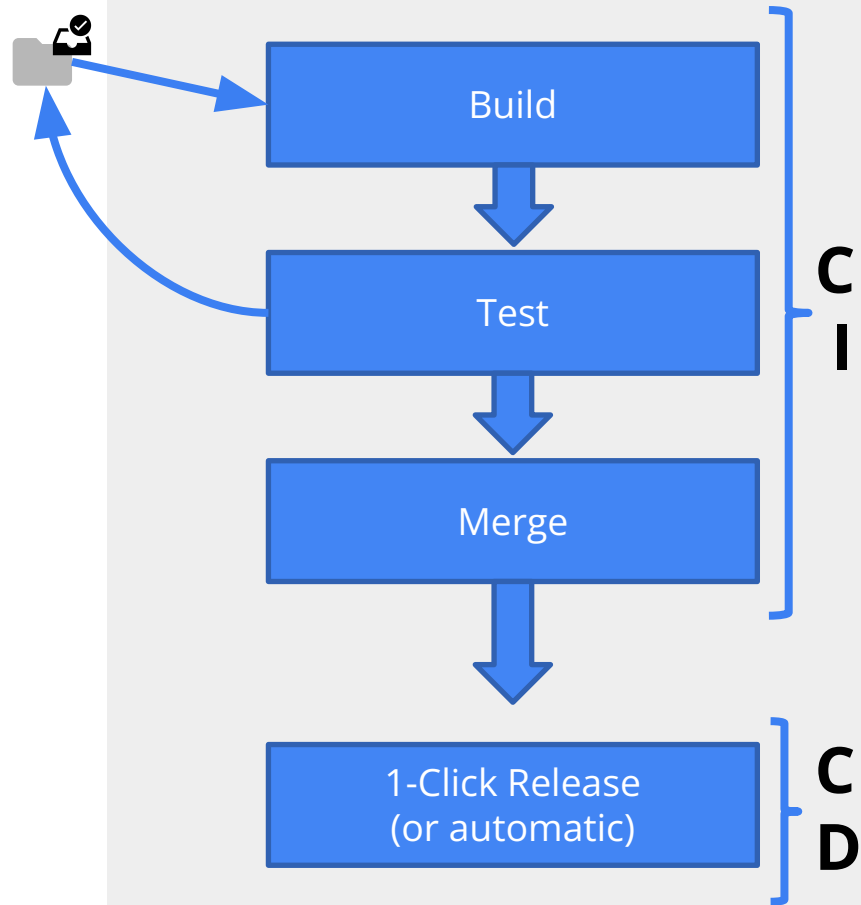 Build
Test
C
I
Merge
1-Click Release
(or automatic)
C
D